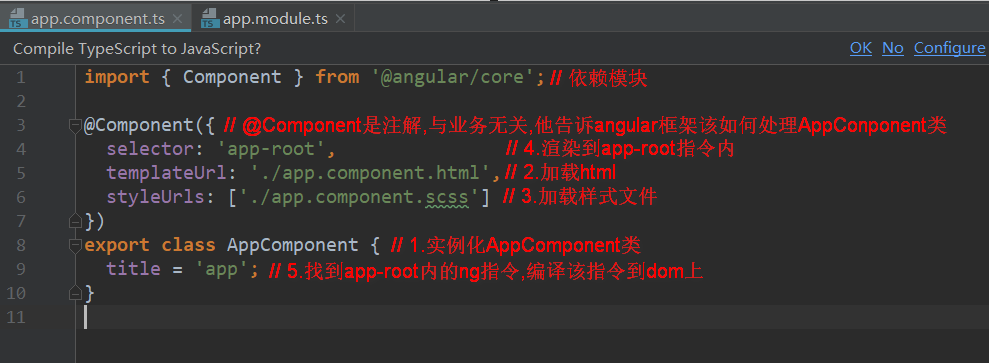 app.component.ts × app.module.ts ×
Compile TypeScript to JavaScript? OK No Configure
1 import { Component } from '@angular/core'; // 依赖模块
2
3 @Component({ // @Component是注解,与业务无关,他告诉angular框架该如何处理AppConponent类
4 selector: 'app-root', // 4.渲染到app-root指令内
5 templateUrl: './app.component.html', // 2.加载html
6 styleUrls: ['./app.component.scss'] // 3.加载样式文件
7 })
8 export class AppComponent { // 1.实例化AppComponent类
9 title = 'app'; // 5.找到app-root内的ng指令,编译该指令到dom上
10 }
11